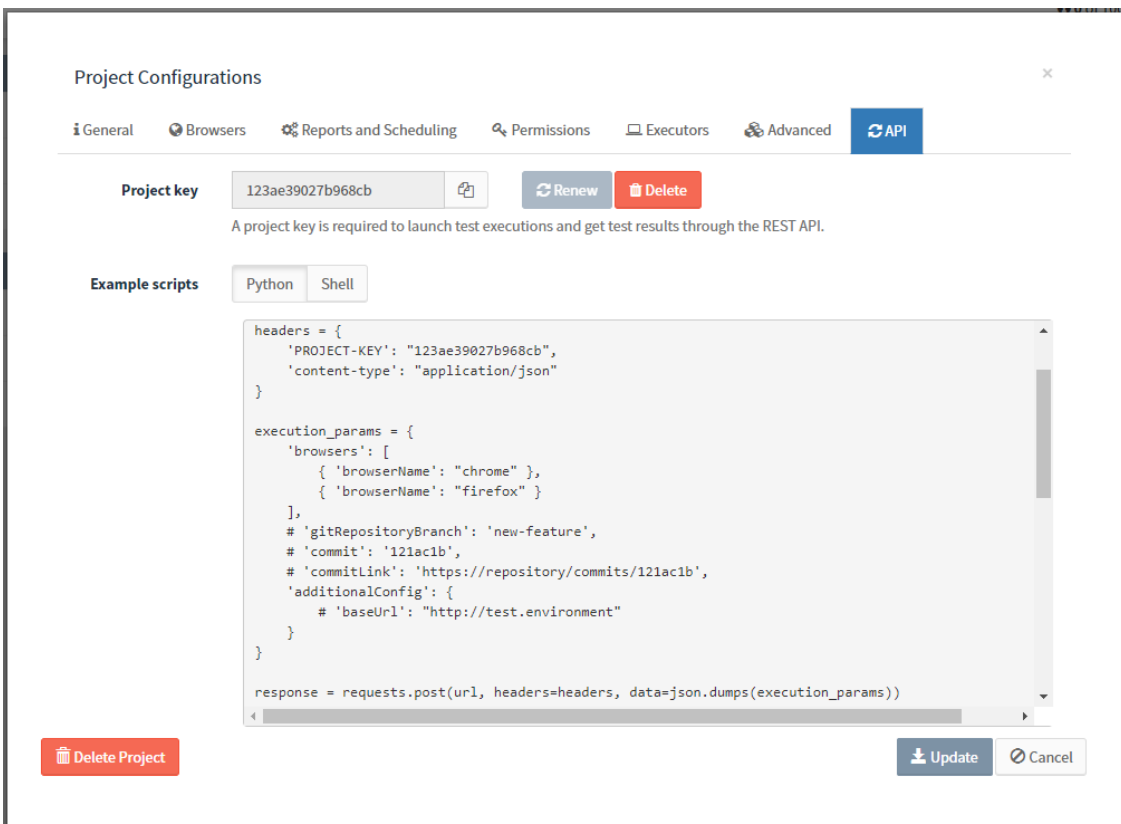 Project Configurations
×
General Browsers Reports and Scheduling Permissions Executors Advanced API
Project key 123ae39027b968cb Renew Delete
A project key is required to launch test executions and get test results through the REST API.
Example scripts Python Shell
headers = {
    'PROJECT-KEY': "123ae39027b968cb",
    'content-type': "application/json"
}
execution_params = {
    'browsers': [
        { 'browserName': "chrome" },
        { 'browserName': "firefox" }
    ],
    # 'gitRepositoryBranch': 'new-feature',
    # 'commit': '121ac1b',
    # 'commitLink': 'https://repository/commits/121ac1b',
    'additionalConfig': {
        # 'baseUrl': "http://test.environment"
    }
}
response = requests.post(url, headers=headers, data=json.dumps(execution_params))
Delete Project Update Cancel